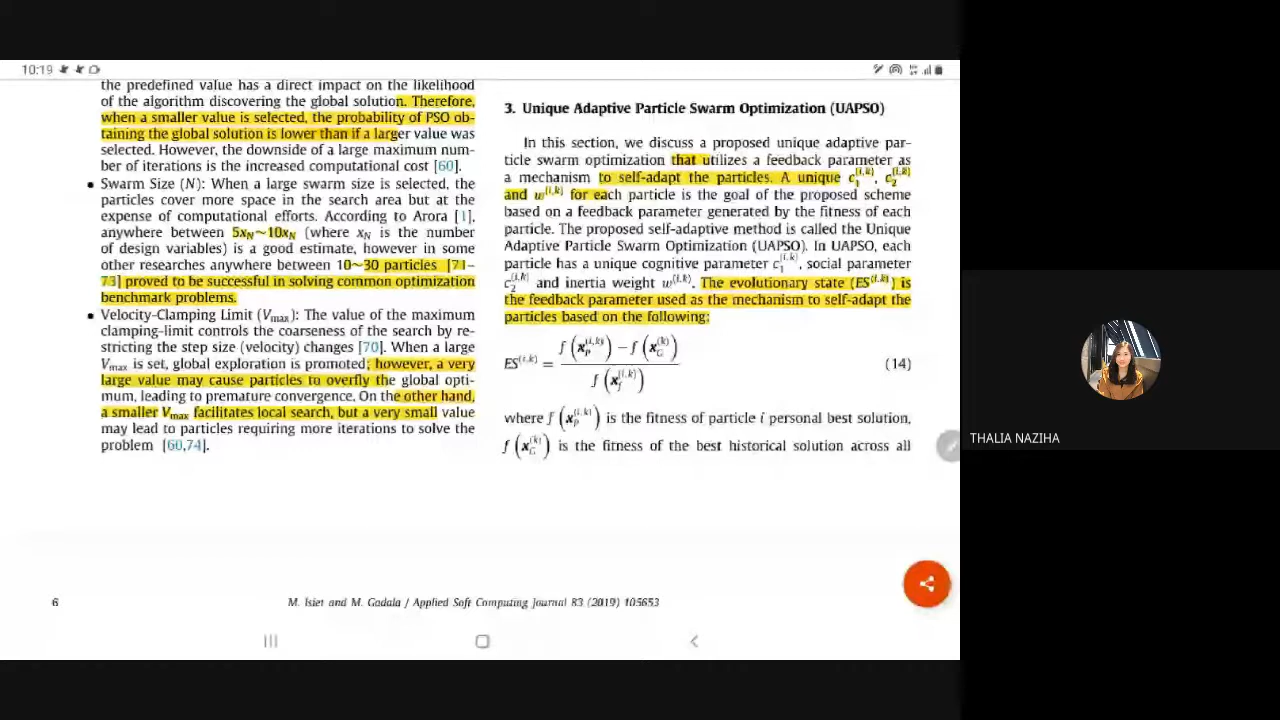 10:19
the predefined value has a direct impact on the likelihood
of the algorithm discovering the global solution. Therefore,
when a smaller value is selected, the probability of PSO ob-
taining the global solution is lower than if a larger value was
selected. However, the downside of a large maximum num-
ber of iterations is the increased computational cost [60].
• Swarm Size (N): When a large swarm size is selected, the
particles cover more space in the search area but at the
expense of computational efforts. According to Arora [1],
anywhere between 5x_N~10x_N (where x_N is the number
of design variables) is a good estimate, however in some
other researches anywhere between 10~30 particles [71–
73] proved to be successful in solving common optimization
benchmark problems.
• Velocity-Clamping Limit (V_max): The value of the maximum
clamping-limit controls the coarseness of the search by re-
stricting the step size (velocity) changes [70]. When a large
V_max is set, global exploration is promoted; however, a very
large value may cause particles to overfly the global opti-
mum, leading to premature convergence. On the other hand,
a smaller V_max facilitates local search, but a very small value
may lead to particles requiring more iterations to solve the
problem [60,74].
3. Unique Adaptive Particle Swarm Optimization (UAPSO)
In this section, we discuss a proposed unique adaptive par-
ticle swarm optimization that utilizes a feedback parameter as
a mechanism to self-adapt the particles. A unique c_1^(i,k), c_2^(i,k)
and w^(i,k) for each particle is the goal of the proposed scheme
based on a feedback parameter generated by the fitness of each
particle. The proposed self-adaptive method is called the Unique
Adaptive Particle Swarm Optimization (UAPSO). In UAPSO, each
particle has a unique cognitive parameter c_1^(i,k), social parameter
c_2^(i,k) and inertia weight w^(i,k). The evolutionary state (ES^(i,k)) is
the feedback parameter used as the mechanism to self-adapt the
particles based on the following:
ES^(i,k) = (f(x_P^(i,k)) − f(x_G^(k))) / f(x_f^(i,k)) (14)
where f(x_P^(i,k)) is the fitness of particle i personal best solution,
f(x_G^(k)) is the fitness of the best historical solution across all
6 M. Isiet and M. Gadala / Applied Soft Computing Journal 83 (2019) 105653
THALIA NAZIHA